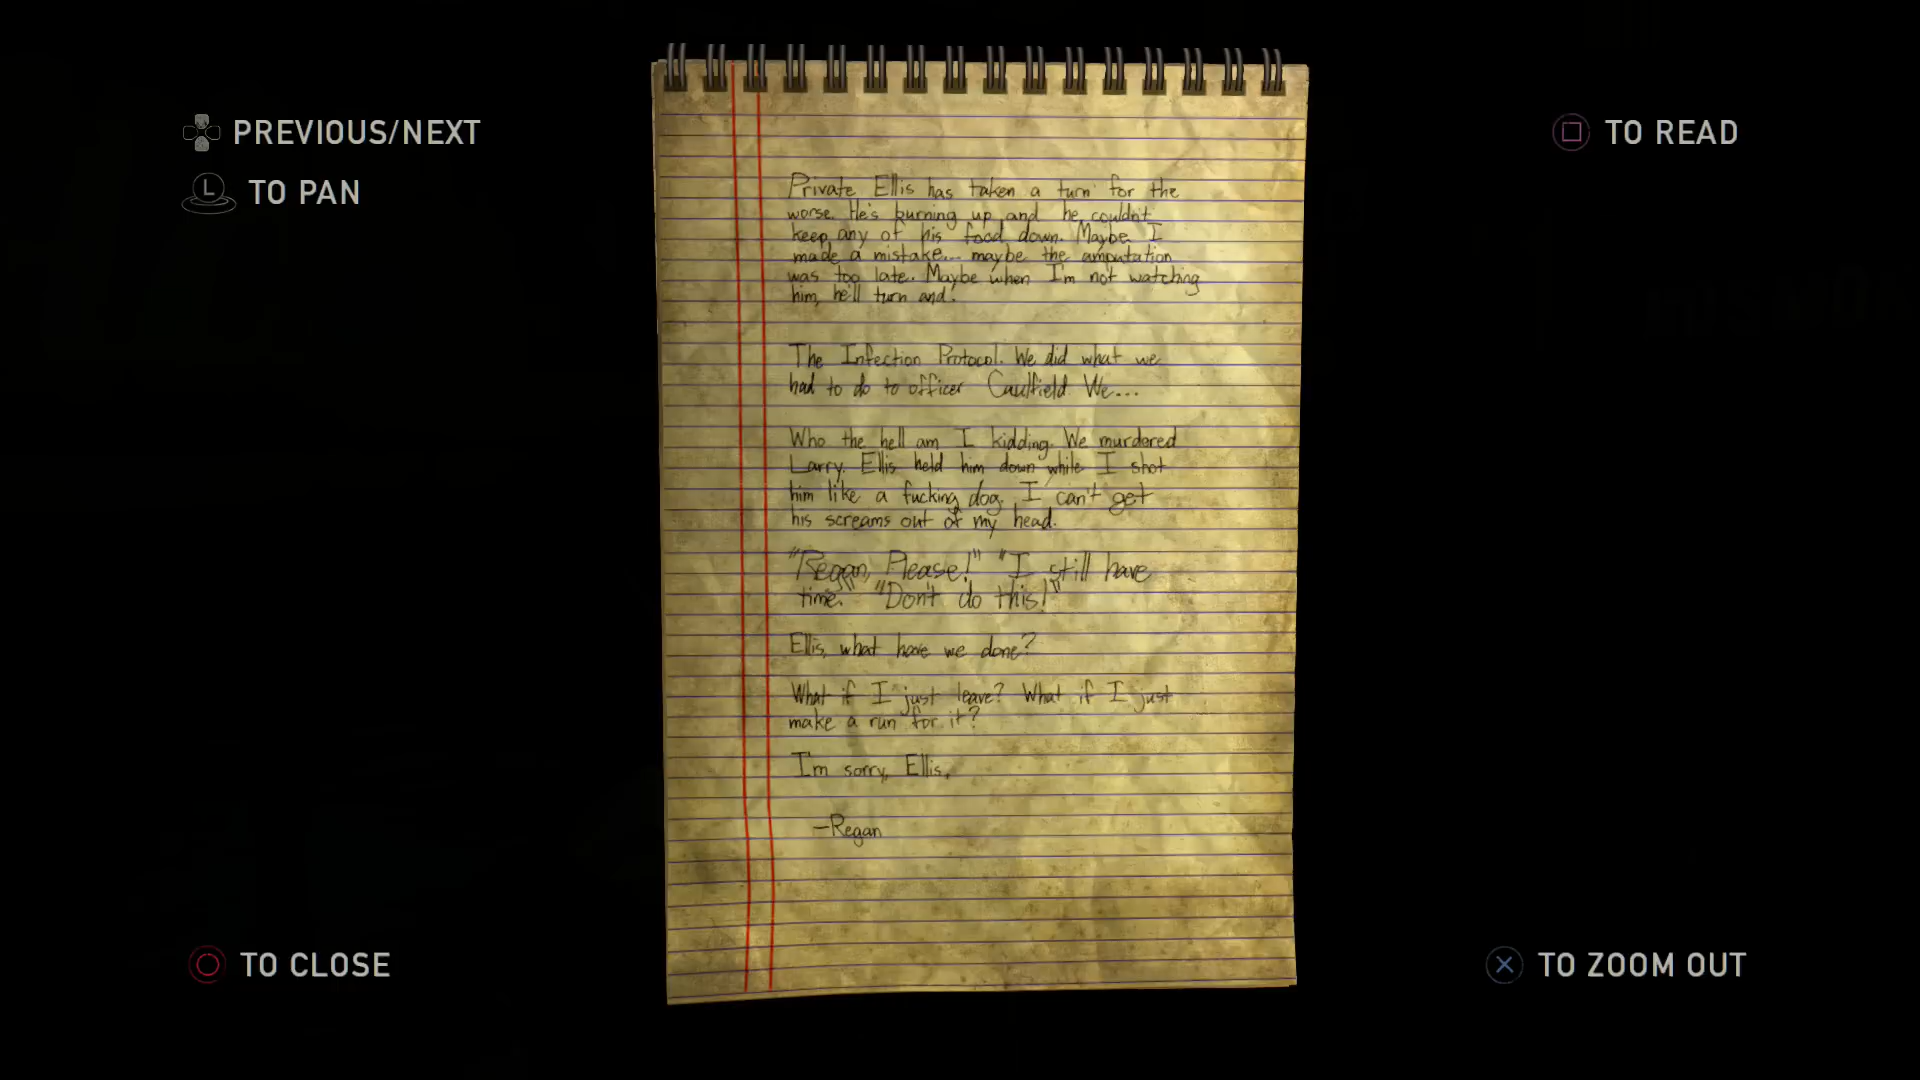 PREVIOUS/NEXT
L TO PAN
TO READ
Private Ellis has taken a turn for the
worse. He's burning up and he couldn't
keep any of his food down. Maybe I
made a mistake... maybe the amputation
was too late. Maybe when I'm not watching
him, he'll turn and.
The Infection Protocol. We did what we
had to do to officer Caulfield. We...
Who the hell am I kidding. We murdered
Larry. Ellis held him down while I shot
him like a fucking dog. I can't get
his screams out of my head.
"Regan, Please!" "I still have
time." "Don't do this!"
Ellis, what have we done?
What if I just leave? What if I just
make a run for it?
I'm sorry, Ellis,
-Regan
TO CLOSE
TO ZOOM OUT